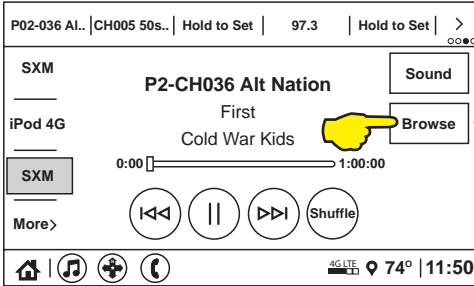 P02-036 Al.. | CH005 50s.. | Hold to Set | 97.3 | Hold to Set | >
SXM
Sound
P2-CH036 Alt Nation
First
iPod 4G
Browse
Cold War Kids
0:00 1:00:00
SXM
Shuffle
More>
4G LTE 74° | 11:50